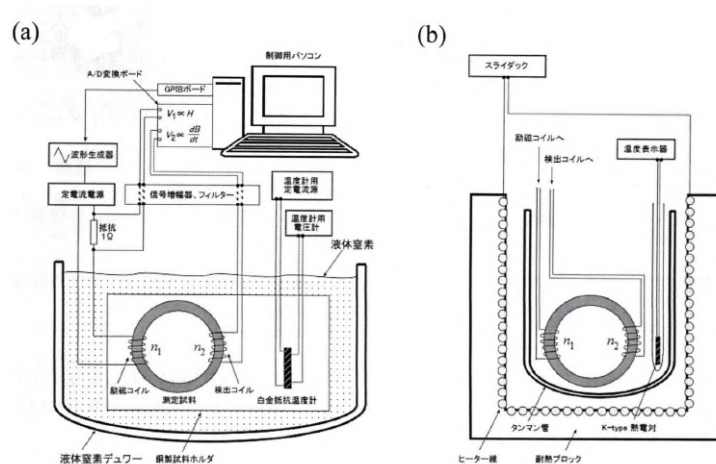 (a)
制御用パソコン
A/D変換ボード
GPIBボード
V1∝H
V2∝dB/dt
波形生成器
定電流電源
信号増幅器、フィルター
温度計用
定電流源
温度計用
電圧計
抵抗
1Ω
液体窒素
n1
n2
励磁コイル
検出コイル
測定試料
白金抵抗温度計
液体窒素デュワー
銅製試料ホルダ
(b)
スライダック
励磁コイルへ
検出コイルへ
温度表示器
n1
n2
タンマン管
K-type 熱電対
ヒーター線
耐熱ブロック